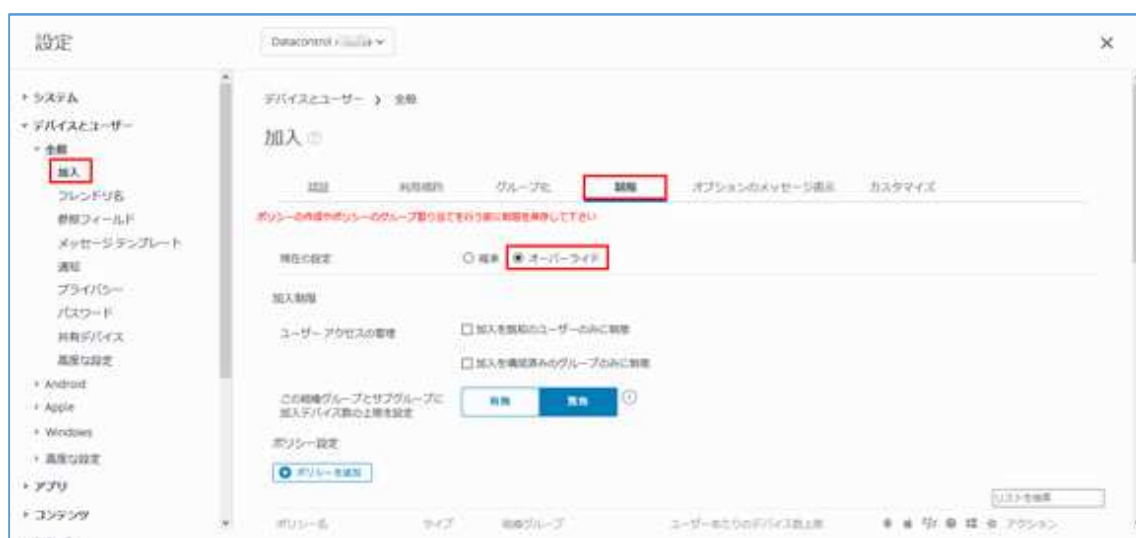 設定
Datacontrol
システム
デバイスとユーザー
全般
加入
フレンドリ名
参照フィールド
メッセージ テンプレート
通知
プライバシー
パスワード
共有デバイス
高度な設定
Android
Apple
Windows
高度な設定
アプリ
コンテンツ
デバイスとユーザー › 全般
加入
認証 利用規約 グループ化 制限 オプションのメッセージ表示 カスタマイズ
ポリシーの作成やポリシーのグループ割り当てを行う前に制限を保存して下さい
現在の設定 継承 オーバーライド
加入制限
ユーザー アクセスの管理 加入を既知のユーザーのみに制限
加入を構成済みのグループのみに制限
この組織グループとサブグループに 有効 無効
加入デバイス数の上限を設定
ポリシー設定
ポリシーを追加
リストを検索
ポリシー名 タイプ 組織グループ ユーザーあたりのデバイス数上限 アクション